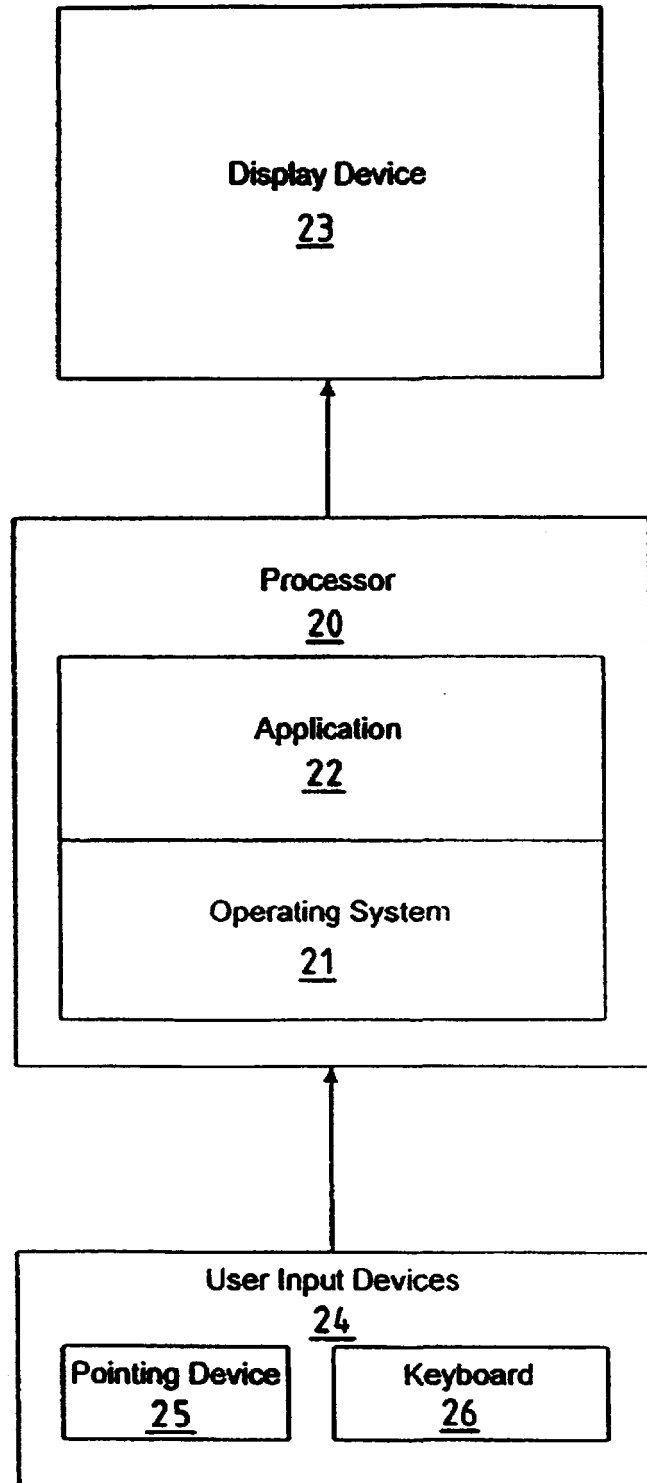 Display Device
23
Processor
20
Application
22
Operating System
21
User Input Devices
24
Pointing Device
25
Keyboard
26